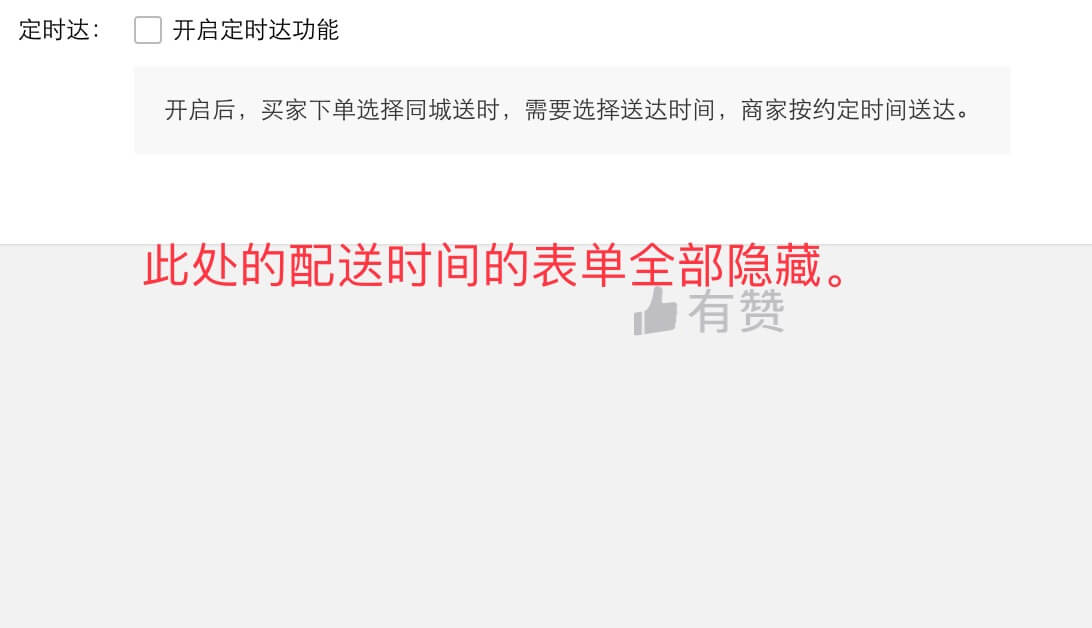 定时达： 开启定时达功能
开启后，买家下单选择同城送时，需要选择送达时间，商家按约定时间送达。
此处的配送时间的表单全部隐藏。
有赞